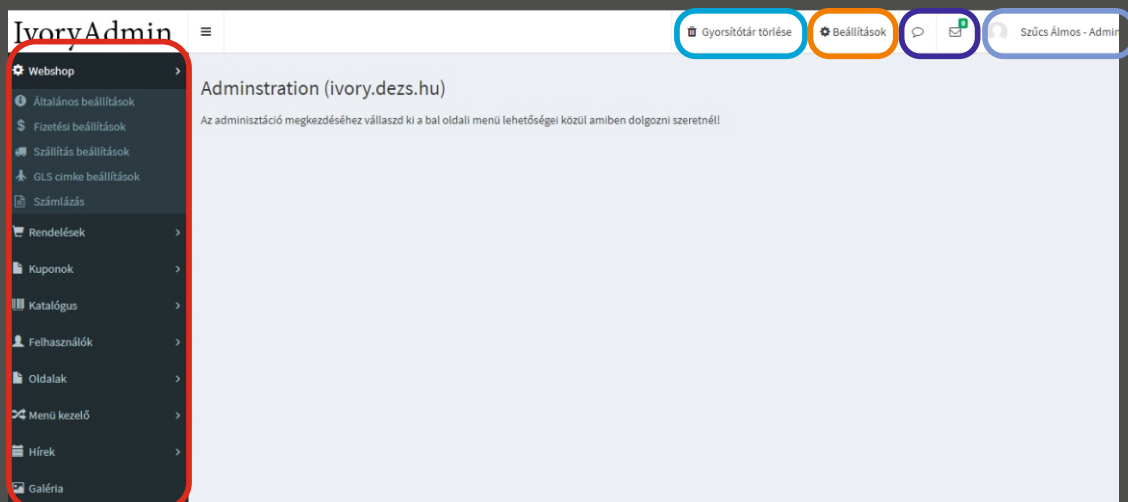 IvoryAdmin
Gyorsítótár törlése
Beállítások
0
Szűcs Álmos - Admin
Webshop
Általános beállítások
Fizetési beállítások
Szállítás beállítások
GLS cimke beállítások
Számlázás
Rendelések
Kuponok
Katalógus
Felhasználók
Oldalak
Menü kezelő
Hírek
Galéria
Adminstration (ivory.dezs.hu)
Az adminisztáció megkezdéséhez vállaszd ki a bal oldali menü lehetőségei közül amiben dolgozni szeretnél!